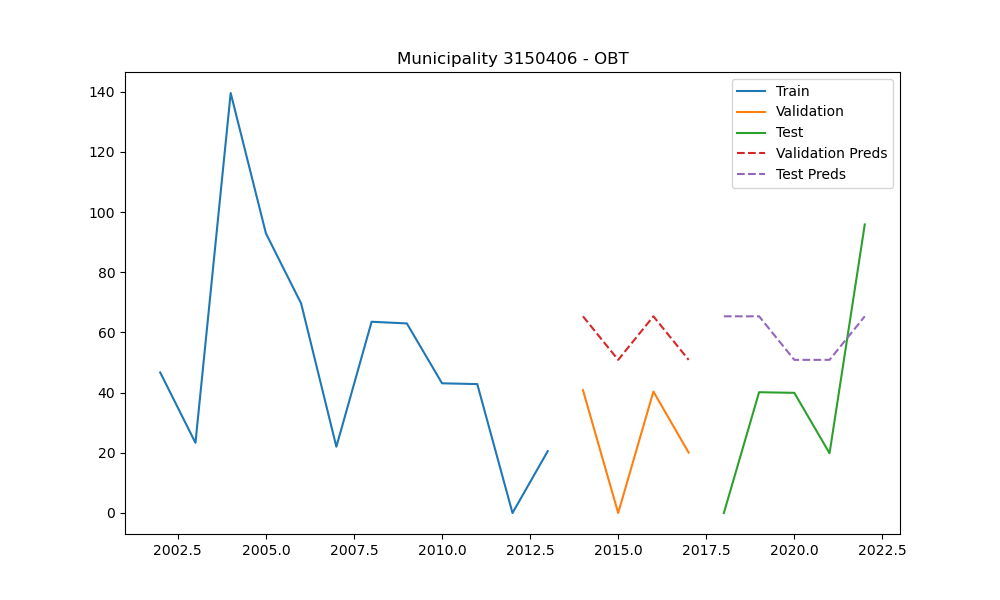 Municipality 3150406 - OBT
Train
Validation
Test
Validation Preds
Test Preds
140
120
100
80
60
40
20
0
2002.5 2005.0 2007.5 2010.0 2012.5 2015.0 2017.5 2020.0 2022.5